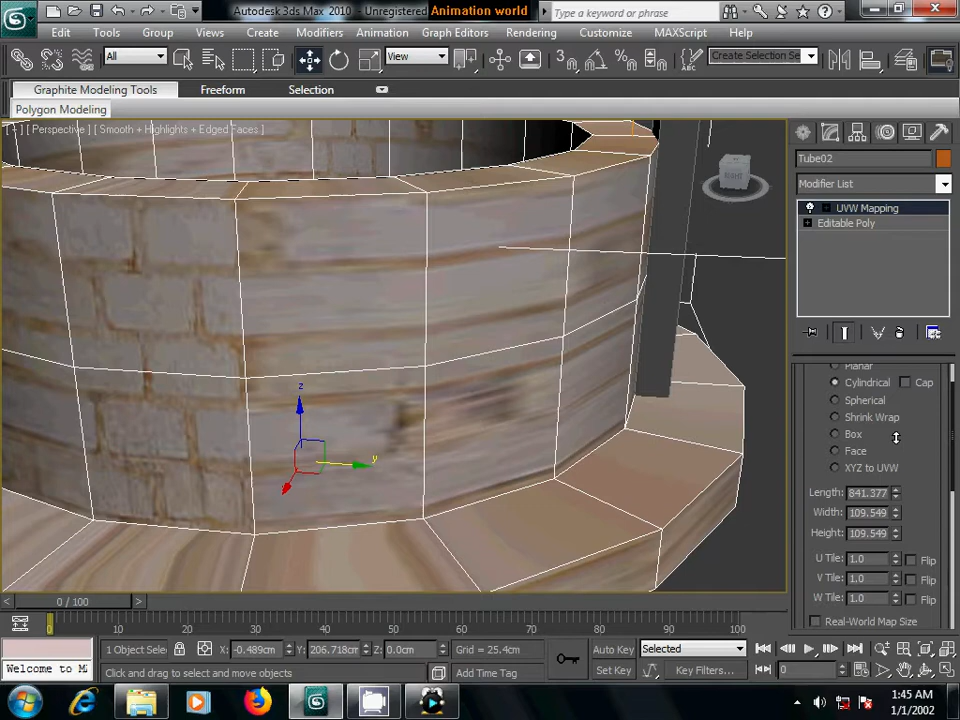 Autodesk 3ds Max 2010 - Unregistered
Animation world
Type a keyword or phrase
Edit Tools Group Views Create Modifiers Animation Graph Editors Rendering Customize MAXScript Help
All
View
Create Selection Se
Graphite Modeling Tools Freeform Selection
Polygon Modeling
[ + ] [ Perspective ] [ Smooth + Highlights + Edged Faces ]
Tube02
Modifier List
UVW Mapping
Editable Poly
Planar
Cylindrical Cap
Spherical
Shrink Wrap
Box
Face
XYZ to UVW
Length: 841.377
Width: 109.549
Height: 109.549
U Tile: 1.0 Flip
V Tile: 1.0 Flip
W Tile: 1.0 Flip
Real-World Map Size
z
y
< 0 / 100 >
0 10 20 30 40 50 60 70 80 90 100
1 Object Sele X: -0.489cm Y: 206.718cm Z: 0.0cm Grid = 25.4cm Auto Key Selected
Welcome to M Click and drag to select and move objects Add Time Tag Set Key Key Filters... 0
1:45 AM
1/1/2002